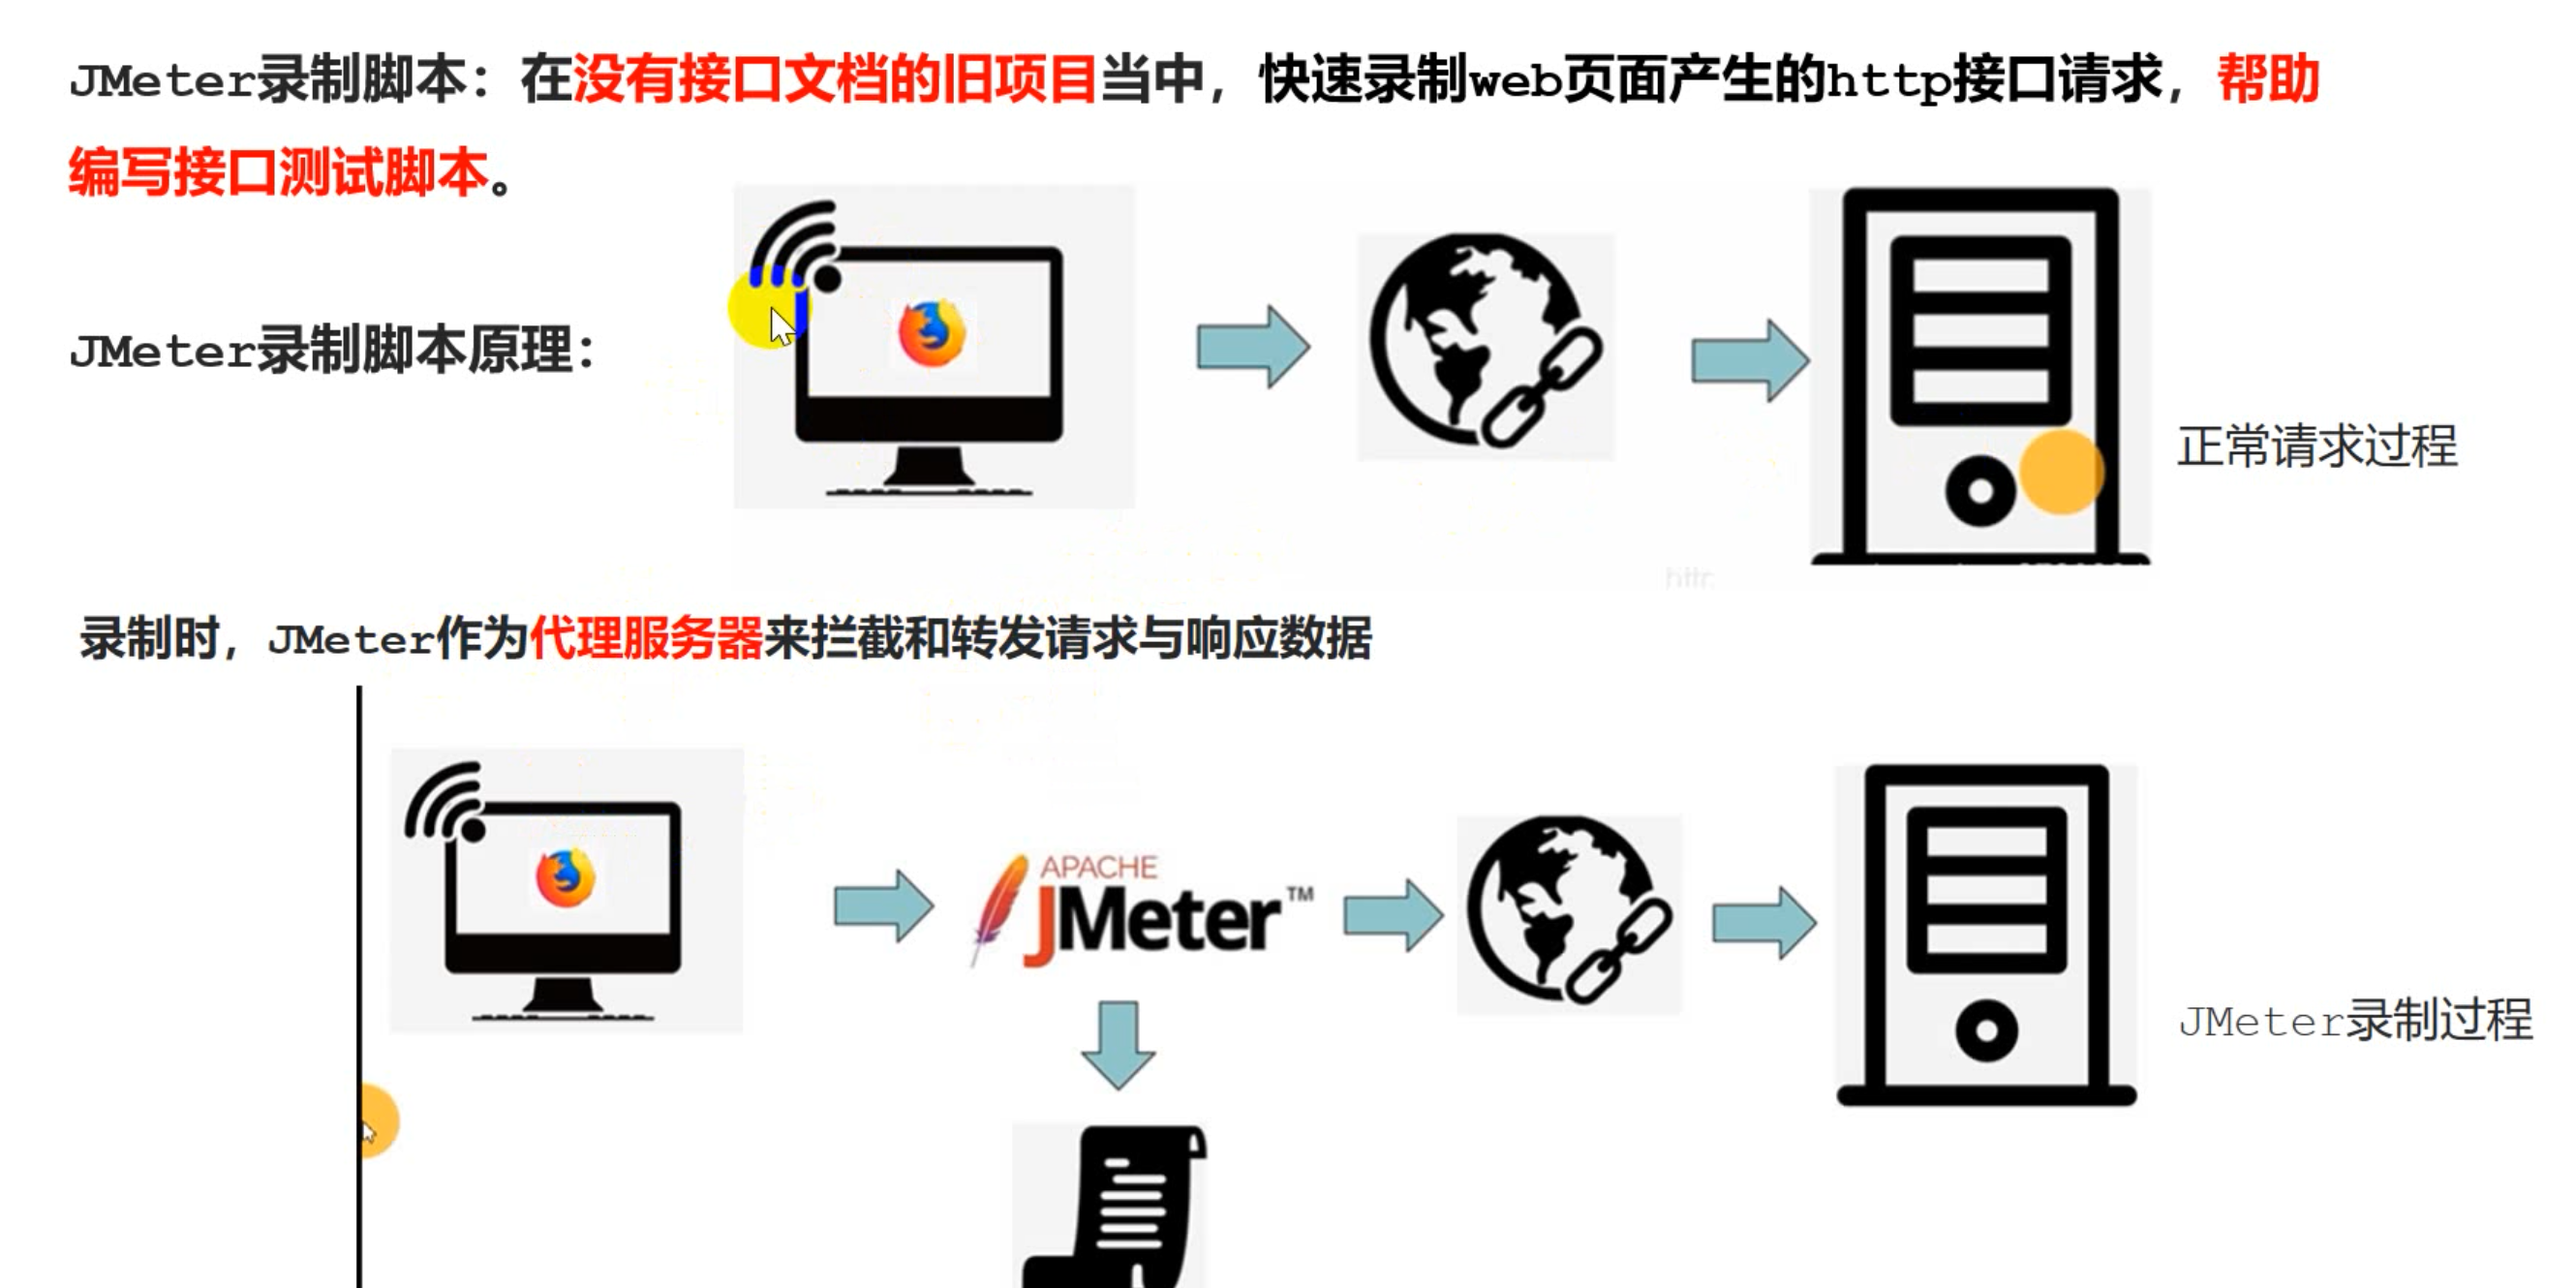 JMeter录制脚本：在没有接口文档的旧项目当中，快速录制web页面产生的http接口请求，帮助
编写接口测试脚本。
JMeter录制脚本原理：
正常请求过程
录制时，JMeter作为代理服务器来拦截和转发请求与响应数据
APACHE
JMeter™
JMeter录制过程